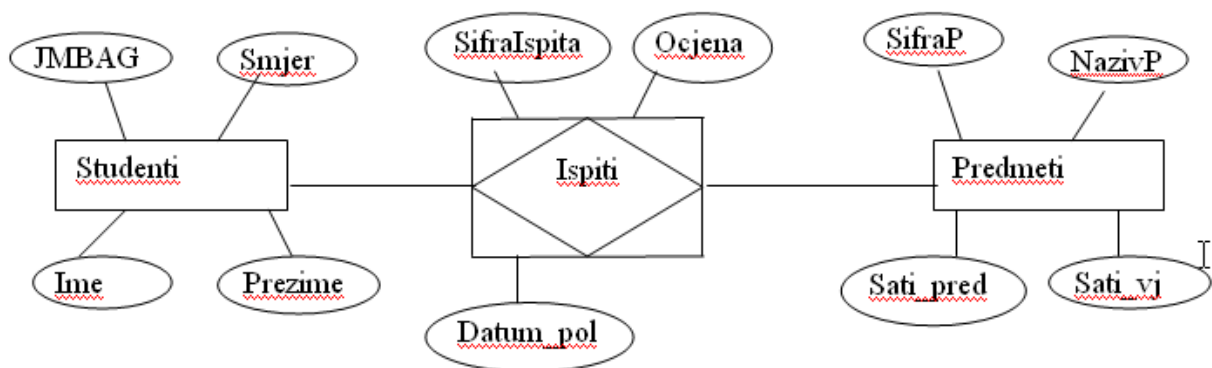 JMBAG
Smjer
SifraIspita
Ocjena
SifraP
NazivP
Studenti
Ispiti
Predmeti
Ime
Prezime
Datum_pol
Sati_pred
Sati_vj